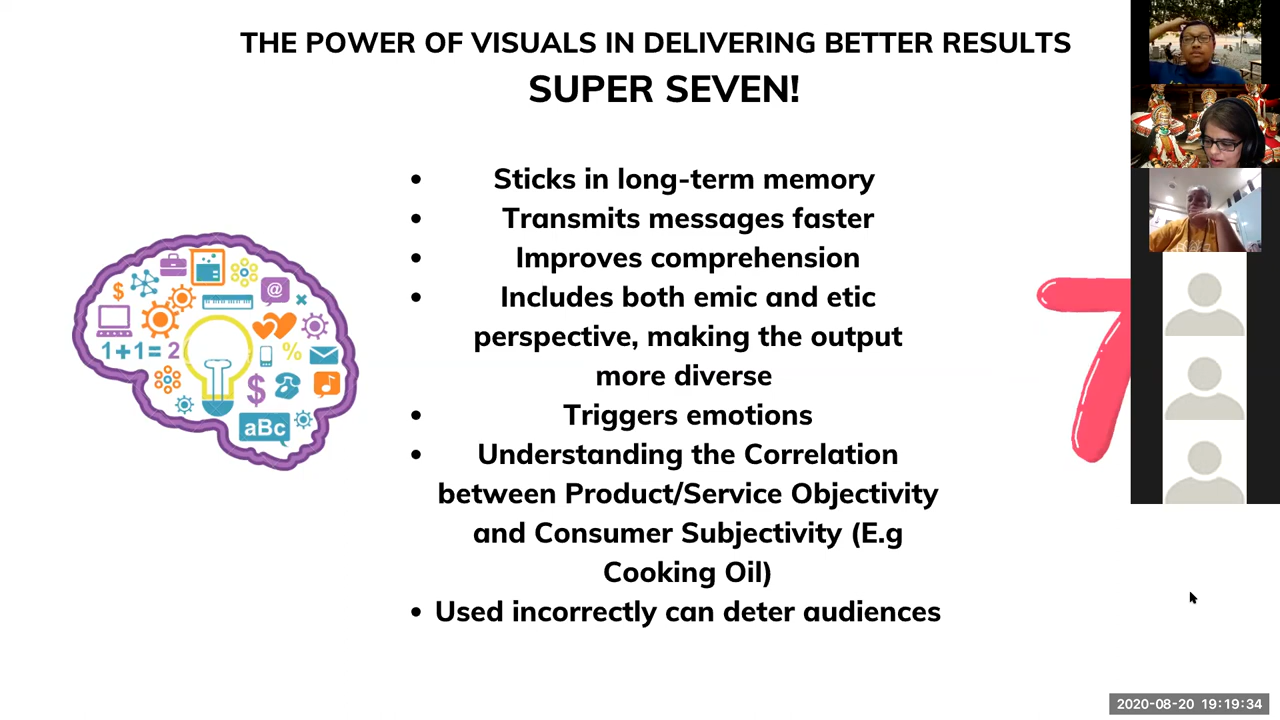 THE POWER OF VISUALS IN DELIVERING BETTER RESULTS
SUPER SEVEN!
• Sticks in long-term memory
• Transmits messages faster
• Improves comprehension
• Includes both emic and etic
perspective, making the output
more diverse
• Triggers emotions
• Understanding the Correlation
between Product/Service Objectivity
and Consumer Subjectivity (E.g
Cooking Oil)
• Used incorrectly can deter audiences
$
@
1+1=2
%
$
aBc
7
2020-08-20 19:19:34